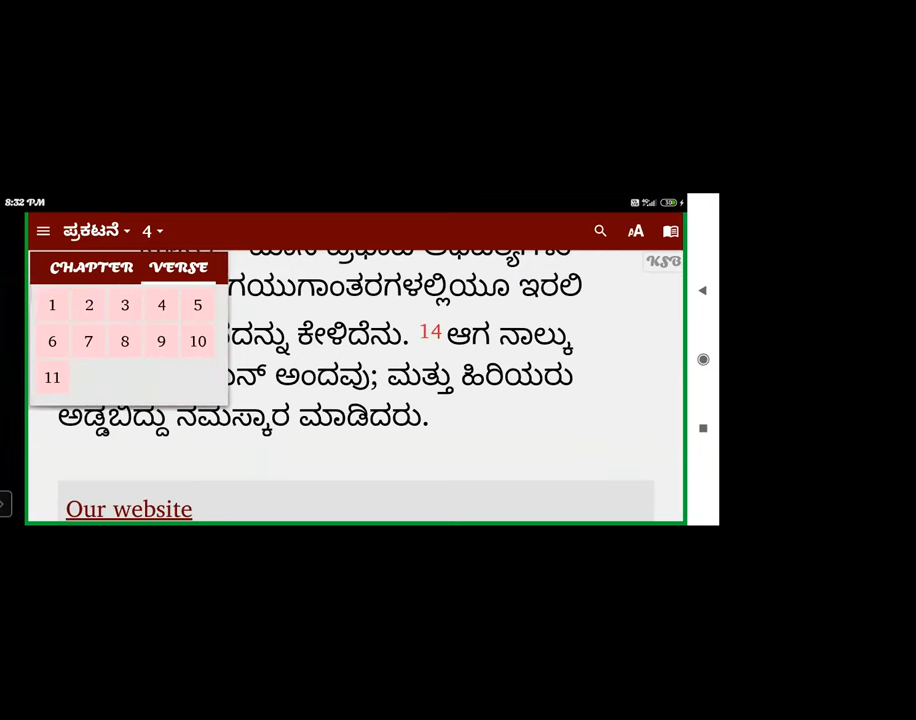 8:32 PM
ಪ್ರಕಟನೆ 4
KSB
CHAPTER VERSE
ಗಯುಗಾಂತರಗಳಲ್ಲಿಯೂ ಇರಲಿ
1 2 3 4 5
ದನ್ನು ಕೇಳಿದೆನು. 14 ಆಗ ನಾಲ್ಕು
6 7 8 9 10
ನ್ ಅಂದವು; ಮತ್ತು ಹಿರಿಯರು
11
ಅಡ್ಡಬಿದ್ದು ನಮಸ್ಕಾರ ಮಾಡಿದರು.
Our website